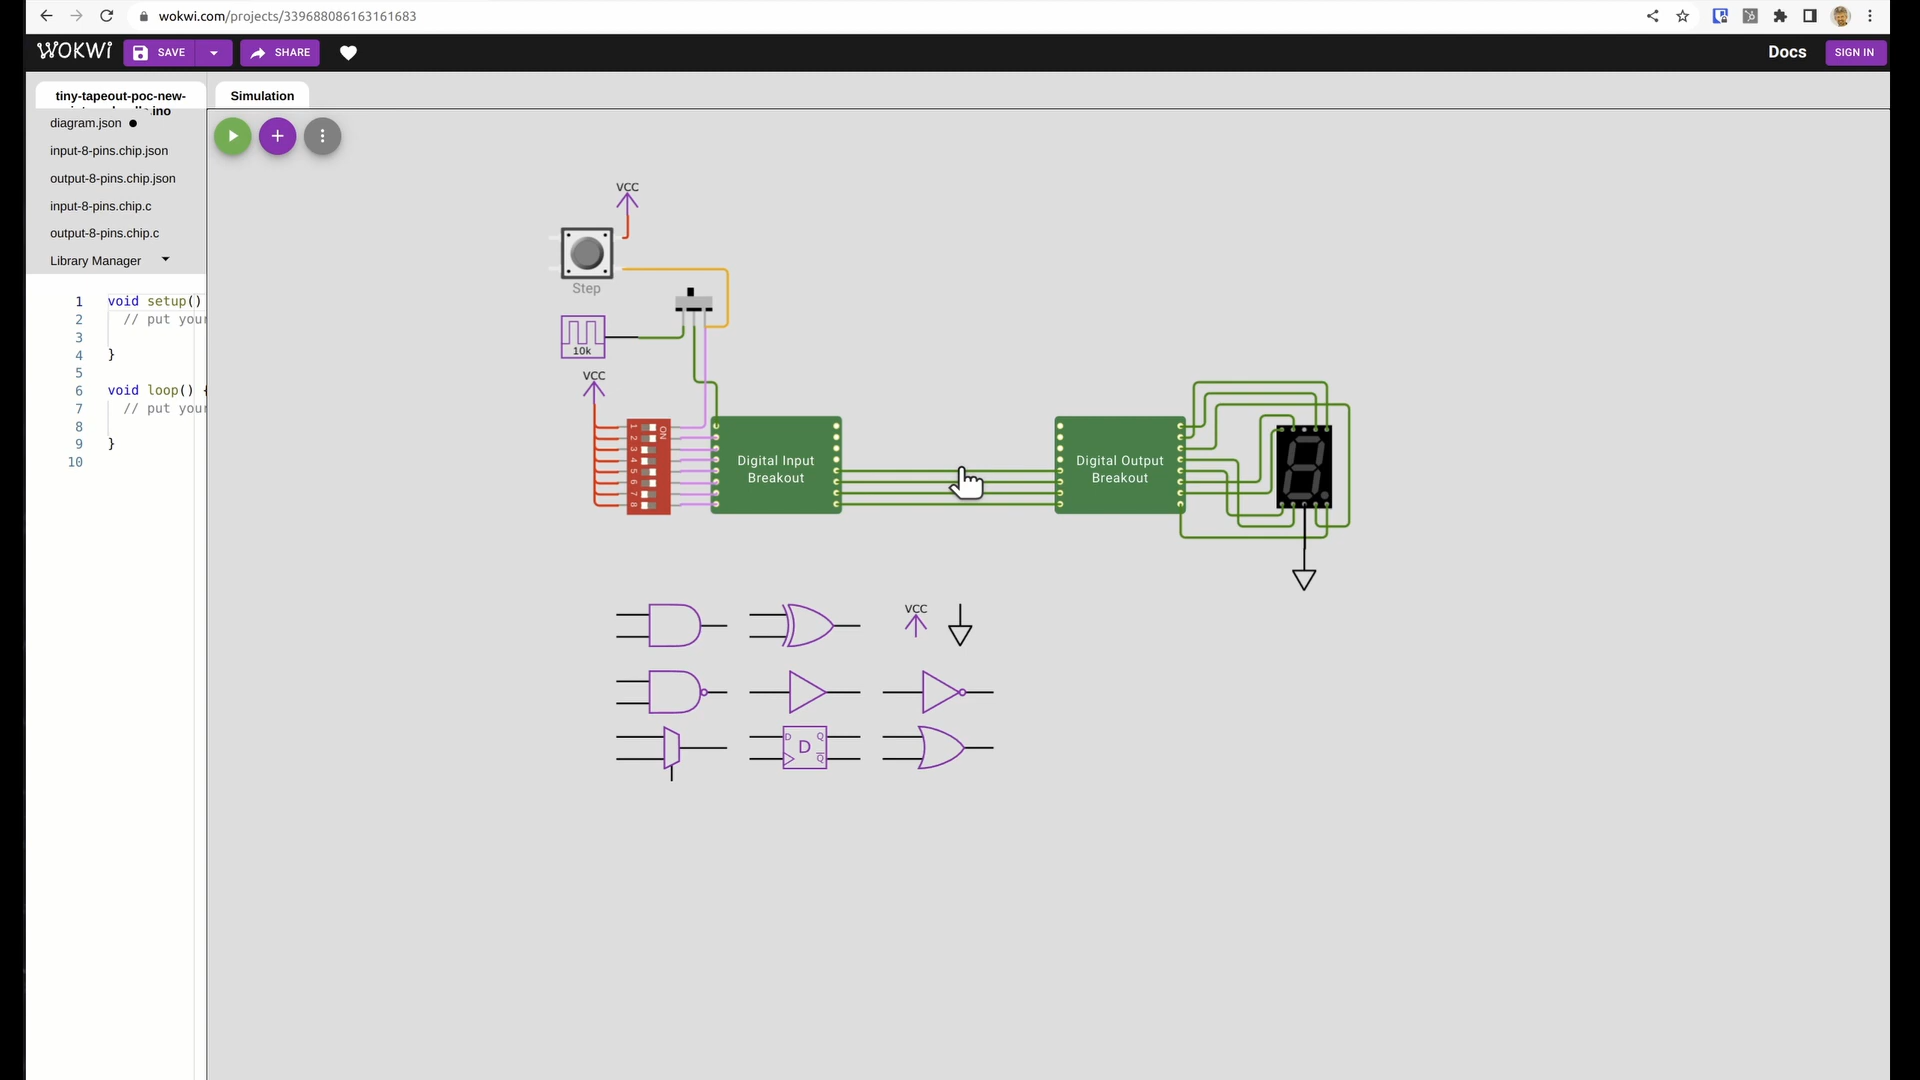 wokwi.com/projects/339688086163161683
WOKWi
SAVE
SHARE
Docs
SIGN IN
tiny-tapeout-poc-new-
.ino
Simulation
diagram.json
input-8-pins.chip.json
output-8-pins.chip.json
input-8-pins.chip.c
output-8-pins.chip.c
Library Manager
1 void setup()
2 // put your
3
4 }
5
6 void loop() {
7 // put your
8
9 }
10
VCC
Step
10k
VCC
ON
1
2
3
4
5
6
7
8
Digital Input
Breakout
Digital Output
Breakout
VCC
D Q
D
Q